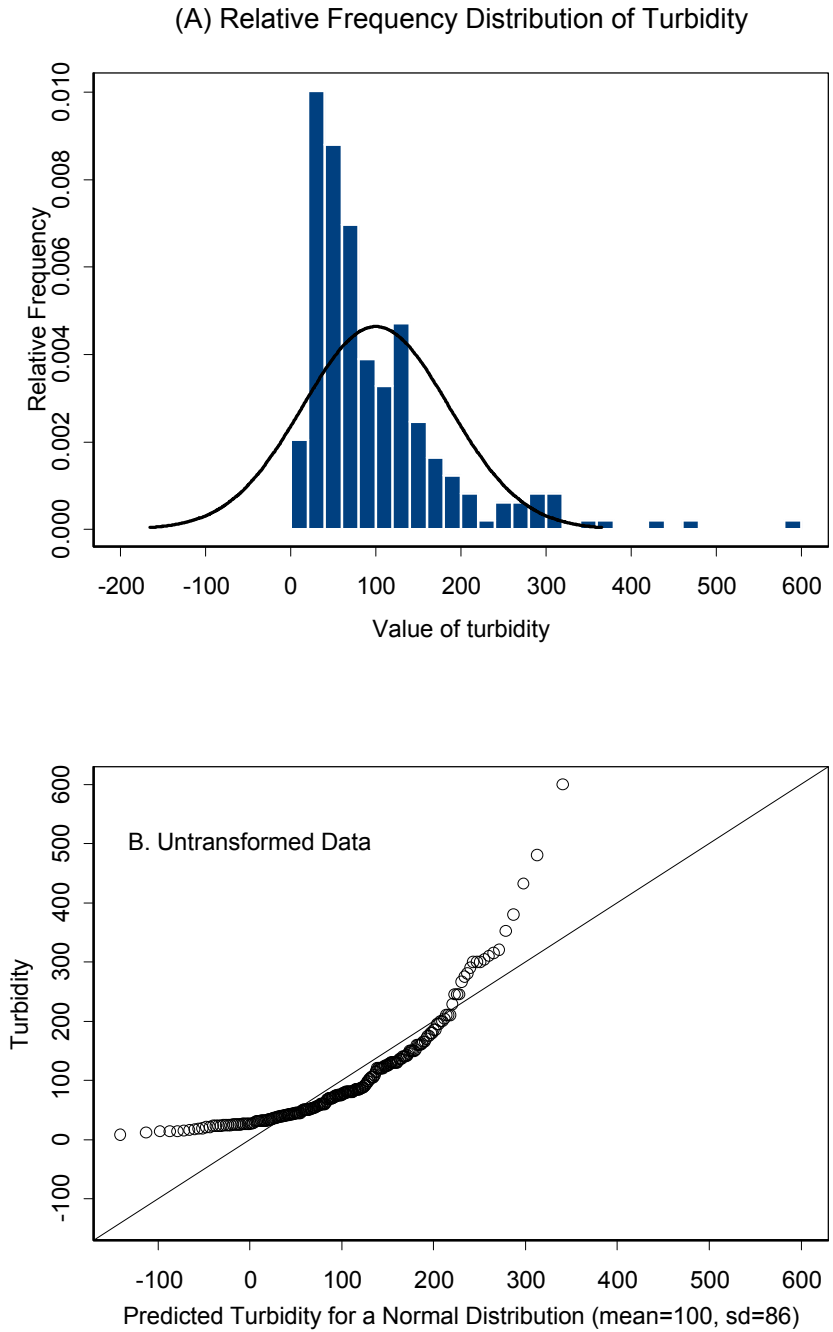 (A) Relative Frequency Distribution of Turbidity
Relative Frequency
0.010
0.008
0.006
0.004
0.002
0.000
-200 -100 0 100 200 300 400 500 600
Value of turbidity
B. Untransformed Data
Turbidity
600
500
400
300
200
100
0
-100
-100 0 100 200 300 400 500 600
Predicted Turbidity for a Normal Distribution (mean=100, sd=86)